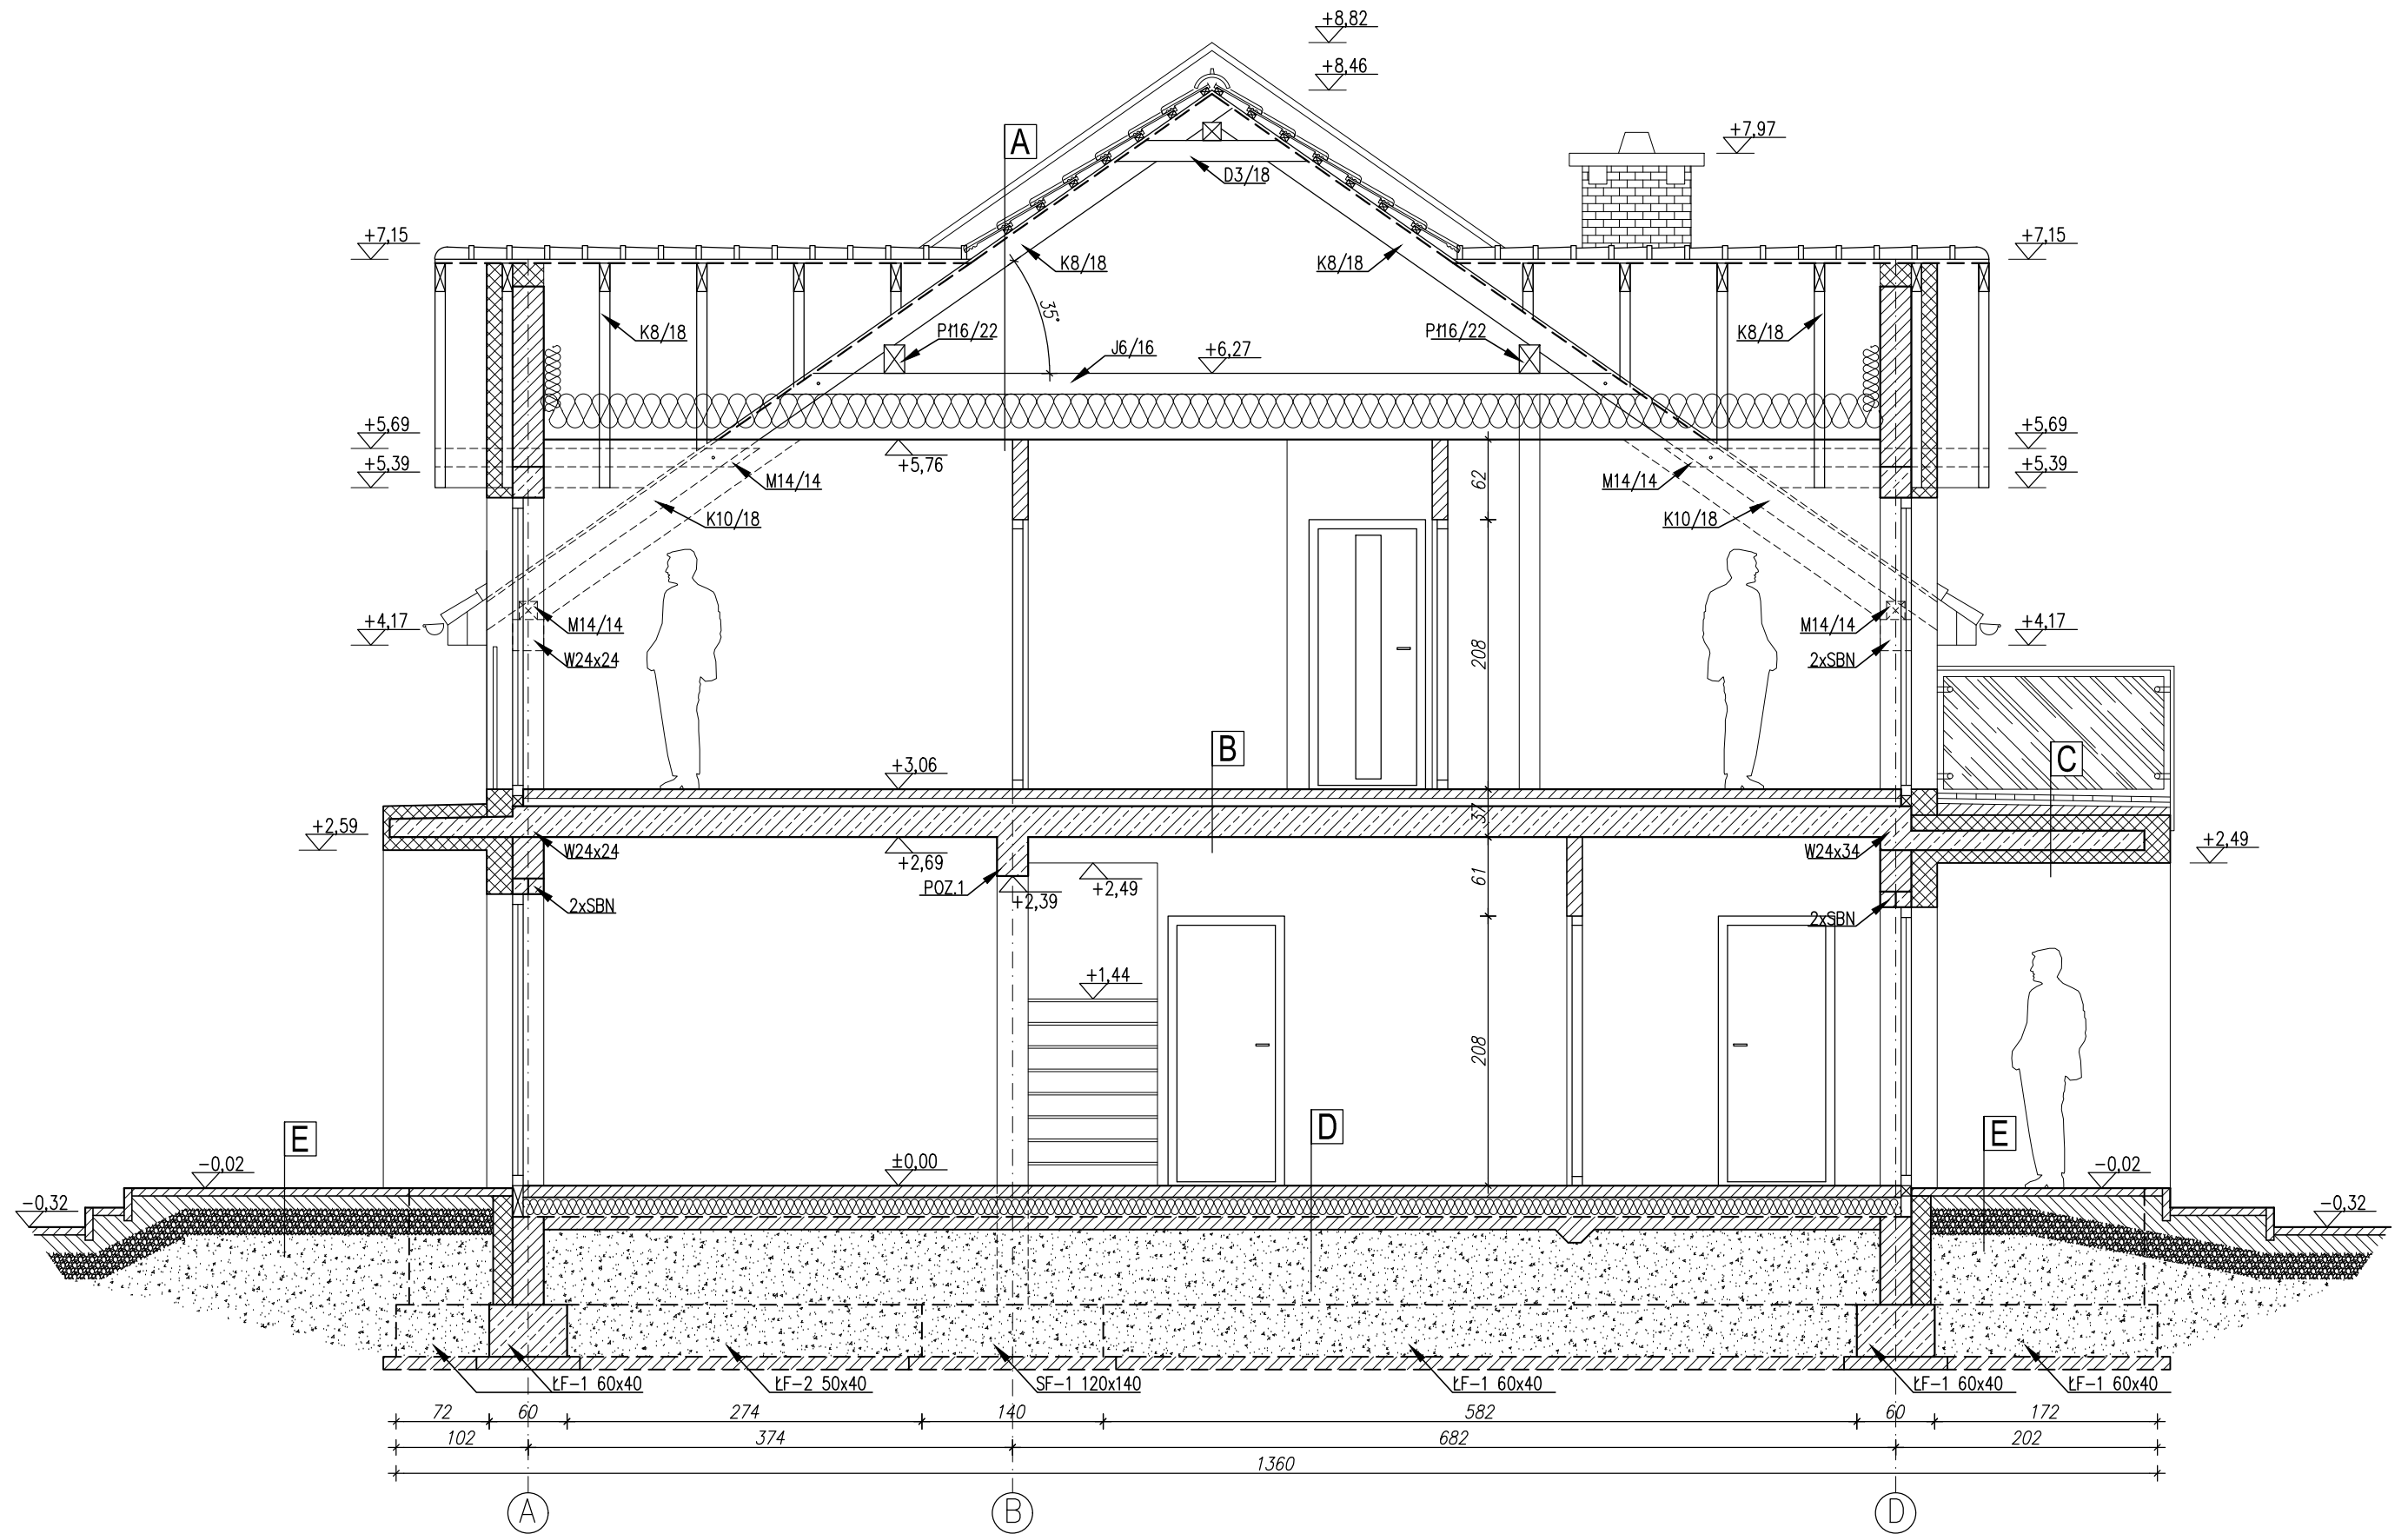 +8,82
+8,46
A
+7,97
D3/18
+7,15
+7,15
K8/18
K8/18
35°
K8/18
Pł16/22
J6/16
+6,27
Pł16/22
K8/18
+5,69
+5,76
+5,69
+5,39
M14/14
62
M14/14
+5,39
K10/18
K10/18
+4,17
M14/14
208
M14/14
+4,17
W24x24
2xSBN
B
C
+3,06
37
+2,59
W24x24
+2,69
W24x34
+2,49
POZ.1
+2,49
61
+2,39
2xSBN
2xSBN
+1,44
208
E
D
E
-0,02
±0,00
-0,02
-0,32
-0,32
ŁF-1 60x40
ŁF-2 50x40
SF-1 120x140
ŁF-1 60x40
ŁF-1 60x40
ŁF-1 60x40
72 60 274 140 582 60 172
102 374 682 202
1360
A B D